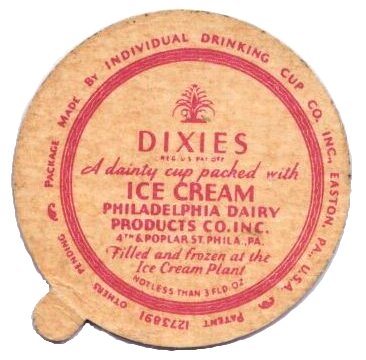 PACKAGE MADE BY INDIVIDUAL DRINKING CUP CO., INC., EASTON, PA., U.S.A.
PATENT 1273891 OTHERS PENDING
DIXIES
REG. U.S. PAT. OFF.
A dainty cup packed with
ICE CREAM
PHILADELPHIA DAIRY
PRODUCTS CO. INC.
4TH & POPLAR ST. PHILA., PA.
Filled and frozen at the
Ice Cream Plant
NOT LESS THAN 3 FLD OZ